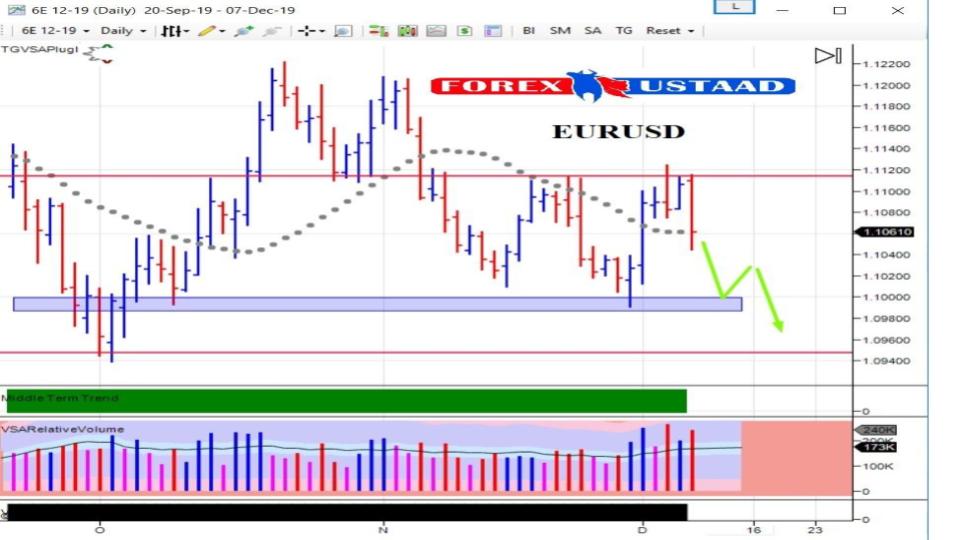 6E 12-19 (Daily) 20-Sep-19 - 07-Dec-19
L
6E 12-19 Daily BI SM SA TG Reset
TGVSAPlugI
FOREX USTAAD
EURUSD
1.12200
1.12000
1.11800
1.11600
1.11400
1.11200
1.11000
1.10800
1.10610
1.10400
1.10200
1.10000
1.09800
1.09600
1.09400
Middle Term Trend
0
VSARelativeVolume
240K
173K
100K
0
0
O N D 16 23